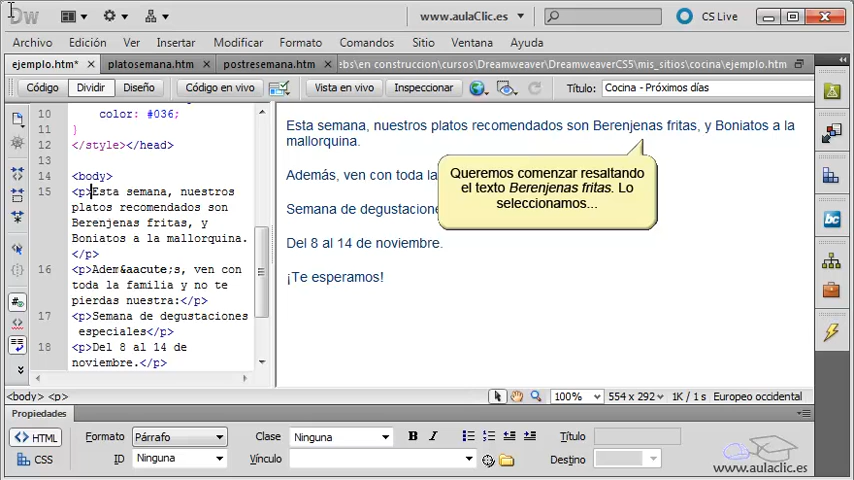 Dw
www.aulaClic.es
CS Live
Archivo Edición Ver Insertar Modificar Formato Comandos Sitio Ventana Ayuda
ejemplo.htm* platosemana.htm postresemana.htm ebs\en construccion\cursos\Dreamweaver\DreamweaverCS5\mis_sitios\cocina\ejemplo.htm
Código Dividir Diseño Código en vivo Vista en vivo Inspeccionar Título: Cocina - Próximos días
10
color: #036;
11 }
12 </style></head>
13
14 <body>
15 <p>Esta semana, nuestros
platos recomendados son
Berenjenas fritas, y
Boniatos a la mallorquina.
</p>
16 <p>Adem&aacute;s, ven con
toda la familia y no te
pierdas nuestra:</p>
17 <p>Semana de degustaciones
especiales</p>
18 <p>Del 8 al 14 de
noviembre.</p>
Esta semana, nuestros platos recomendados son Berenjenas fritas, y Boniatos a la
mallorquina.
Además, ven con toda la
Semana de degustacione
Del 8 al 14 de noviembre.
¡Te esperamos!
Queremos comenzar resaltando
el texto Berenjenas fritas. Lo
seleccionamos...
<body> <p> 100% 554 x 292 1K / 1 s Europeo occidental
Propiedades
<> HTML Formato Párrafo Clase Ninguna B I Título
CSS ID Ninguna Vínculo Destino
www.aulaclic.es